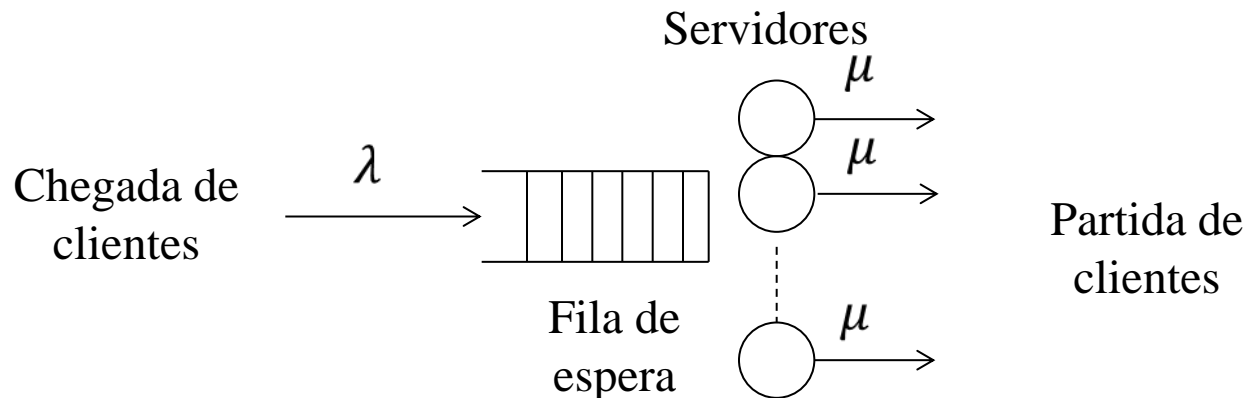 Servidores
μ
λ
μ
Chegada de
clientes
Partida de
clientes
Fila de
espera
μ